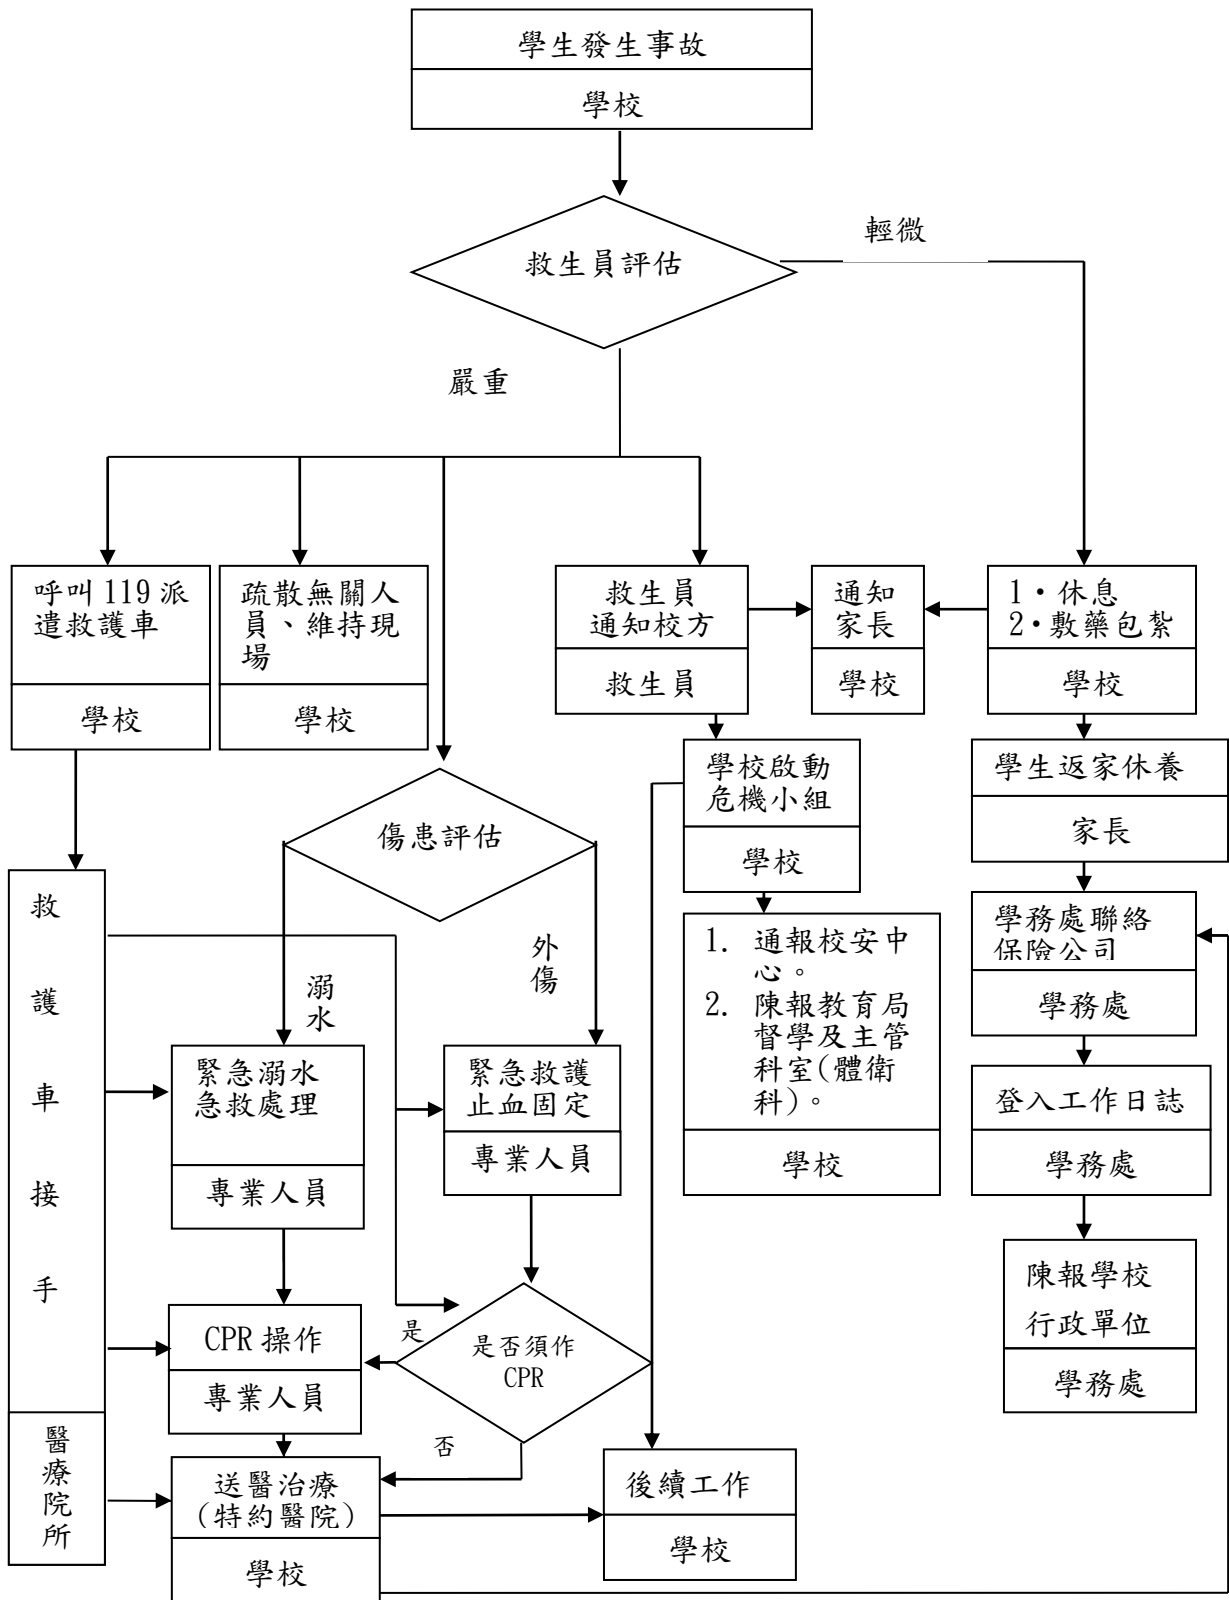 學生發生事故
學校
救生員評估
輕微
嚴重
呼叫119派
遣救護車
學校
疏散無關人
員、維持現
場
學校
救生員
通知校方
救生員
通知
家長
學校
1‧休息
2‧敷藥包紮
學校
學校啟動
危機小組
學校
學生返家休養
家長
傷患評估
溺
水
外
傷
救
護
車
接
手
醫
療
院
所
1. 通報校安中
心。
2. 陳報教育局
督學及主管
科室(體衛
科)。
學校
學務處聯絡
保險公司
學務處
緊急溺水
急救處理
專業人員
緊急救護
止血固定
專業人員
登入工作日誌
學務處
CPR操作
專業人員
是
是否須作
CPR
否
陳報學校
行政單位
學務處
送醫治療
(特約醫院)
學校
後續工作
學校